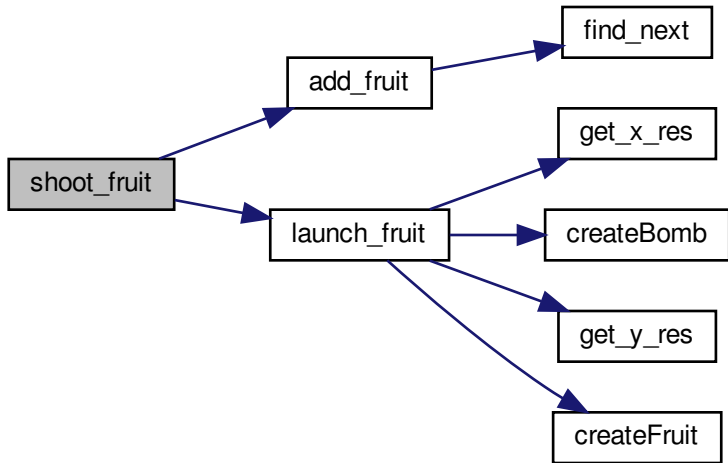 find_next
add_fruit
get_x_res
shoot_fruit
launch_fruit
createBomb
get_y_res
createFruit